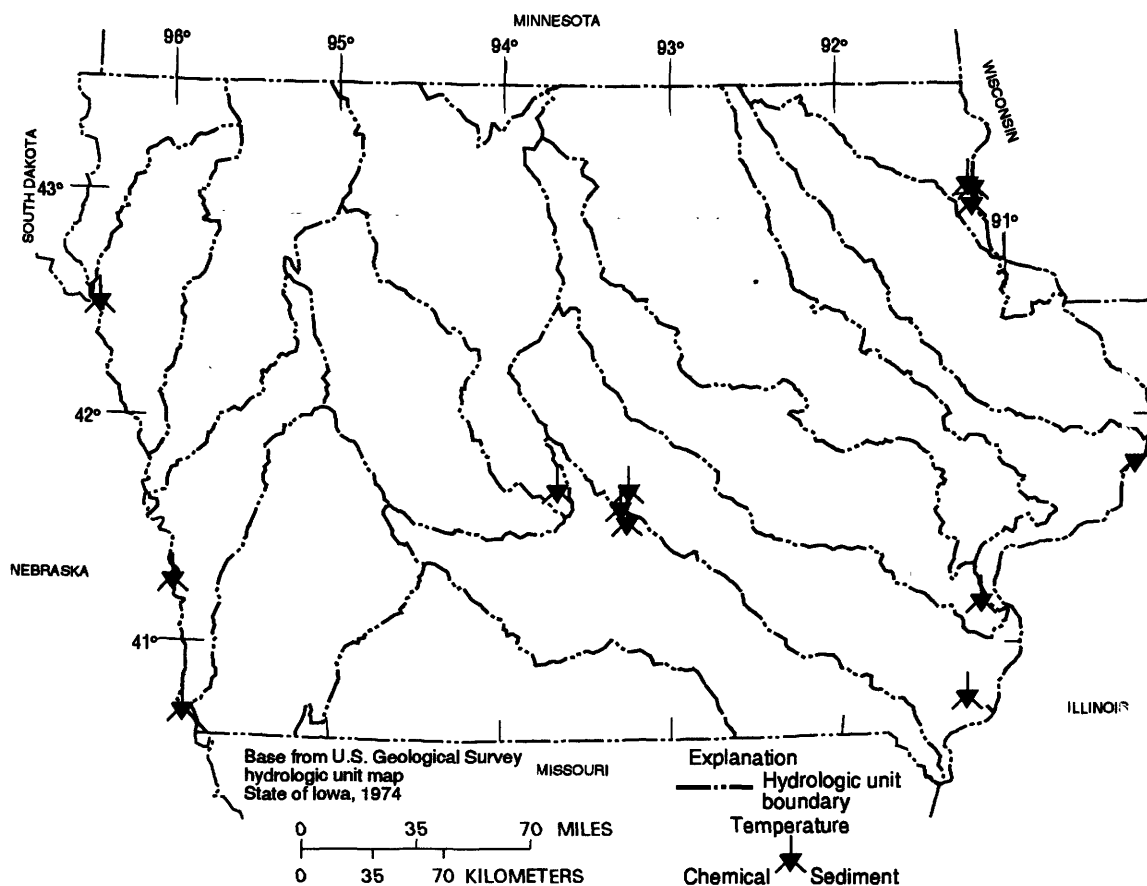 MINNESOTA
96°
95°
94°
93°
92°
WISCONSIN
SOUTH DAKOTA
43°
91°
42°
NEBRASKA
41°
ILLINOIS
Base from U.S. Geological Survey
hydrologic unit map
State of Iowa, 1974
MISSOURI
Explanation
Hydrologic unit
boundary
Temperature
Chemical Sediment
0 35 70 MILES
0 35 70 KILOMETERS